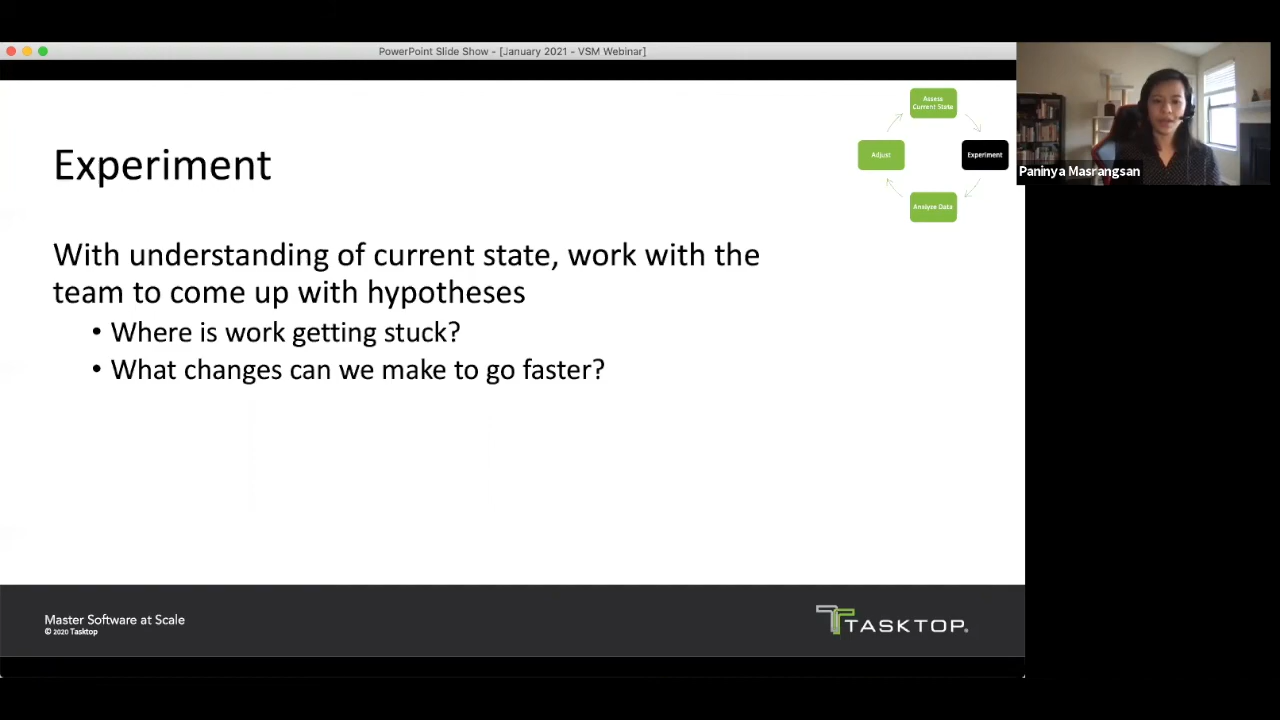 PowerPoint Slide Show - [January 2021 - VSM Webinar]
Assess
Current State
Experiment
Adjust
Experiment
Paninya Masrangsan
Analyze Data
With understanding of current state, work with the
team to come up with hypotheses
• Where is work getting stuck?
• What changes can we make to go faster?
Master Software at Scale
© 2020 Tasktop
TASKTOP®